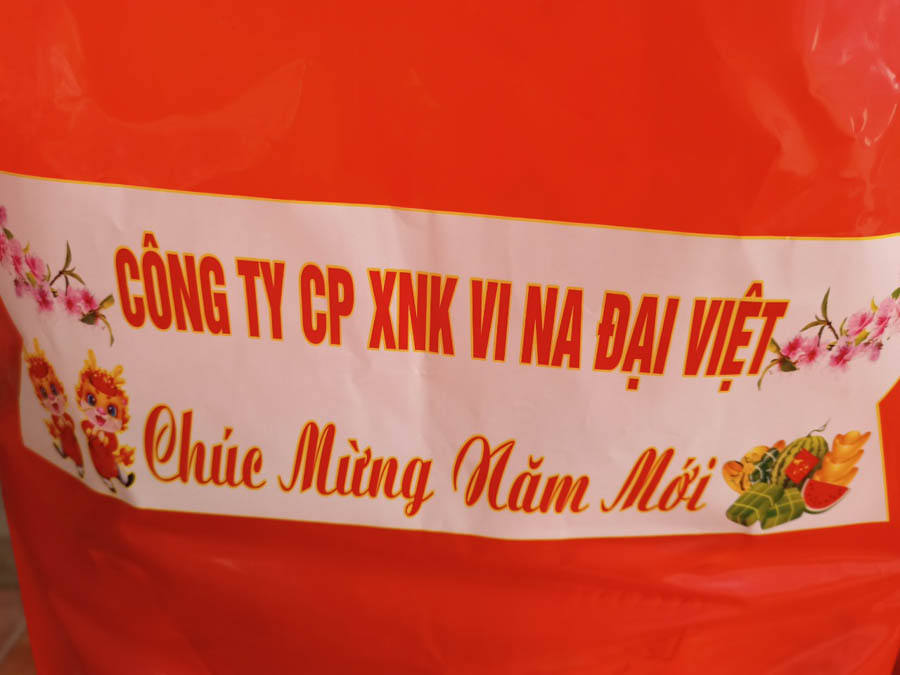 CÔNG TY CP XNK VI NA ĐẠI VIỆT
Chúc Mừng Năm Mới